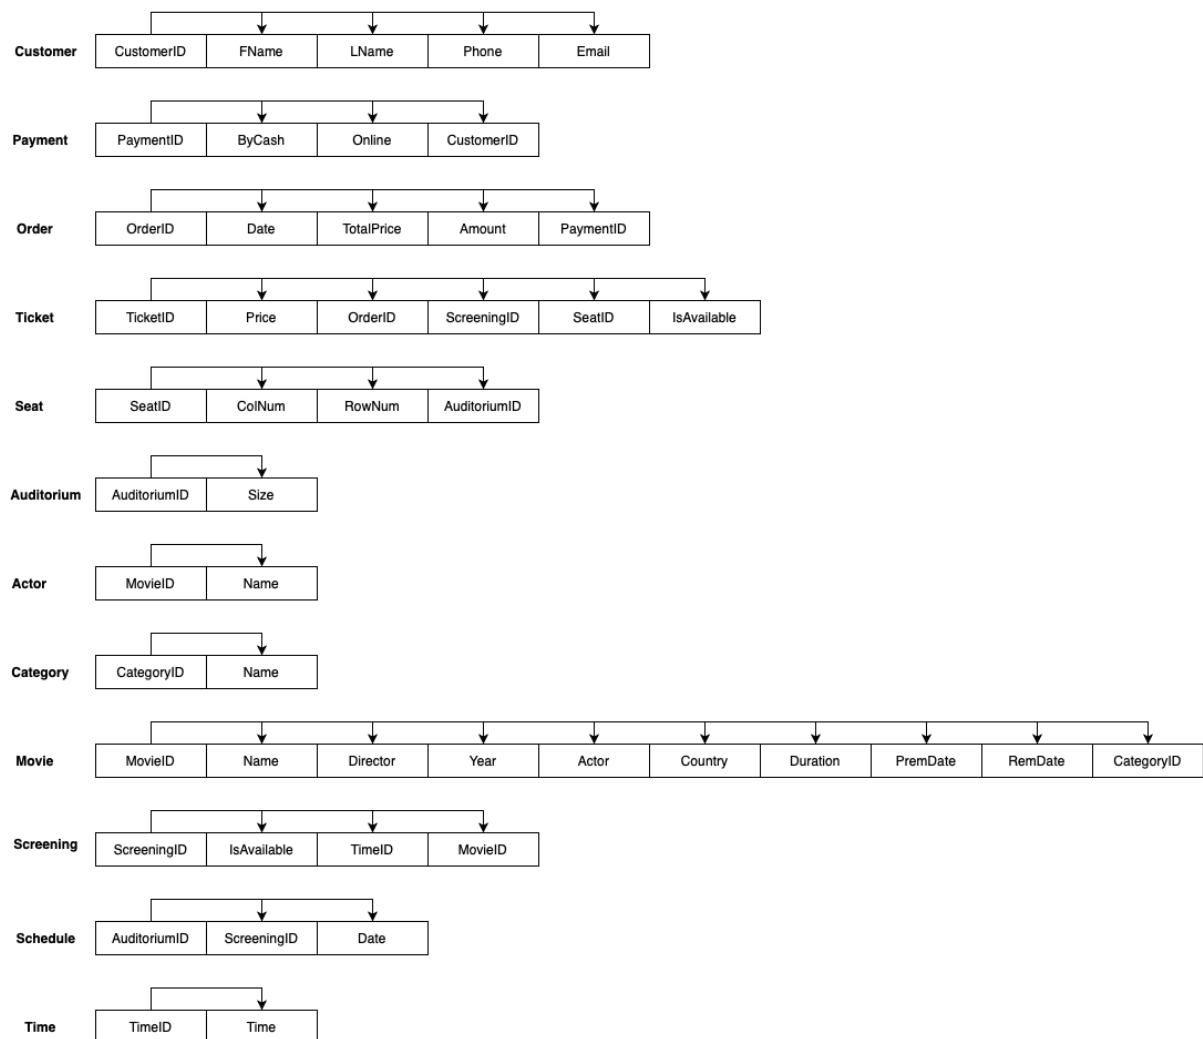 Customer CustomerID FName LName Phone Email
Payment PaymentID ByCash Online CustomerID
Order OrderID Date TotalPrice Amount PaymentID
Ticket TicketID Price OrderID ScreeningID SeatID IsAvailable
Seat SeatID ColNum RowNum AuditoriumID
Auditorium AuditoriumID Size
Actor MovieID Name
Category CategoryID Name
Movie MovieID Name Director Year Actor Country Duration PremDate RemDate CategoryID
Screening ScreeningID IsAvailable TimeID MovieID
Schedule AuditoriumID ScreeningID Date
Time TimeID Time